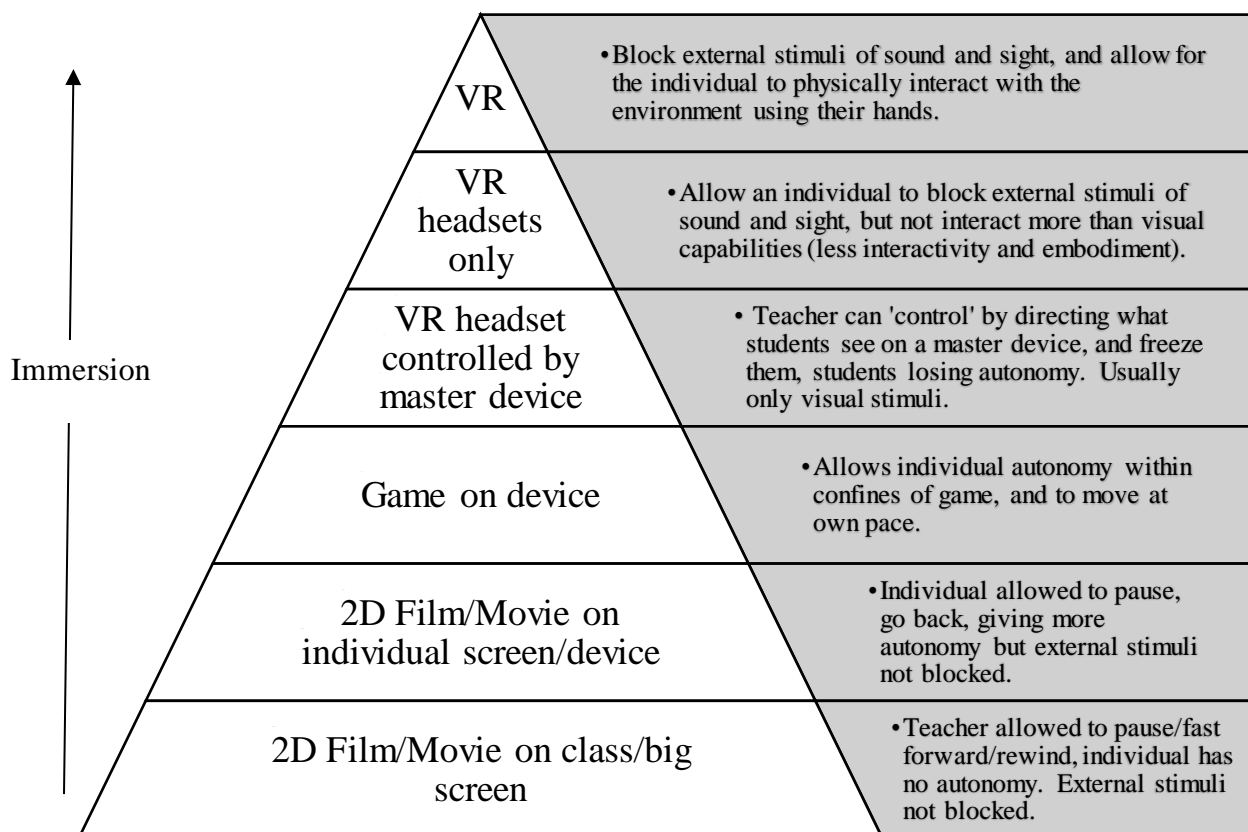 VR
• Block external stimuli of sound and sight, and allow for
the individual to physically interact with the
environment using their hands.
VR
headsets
only
• Allow an individual to block external stimuli of
sound and sight, but not interact more than visual
capabilities (less interactivity and embodiment).
Immersion
VR headset
controlled by
master device
• Teacher can 'control' by directing what
students see on a master device, and freeze
them, students losing autonomy. Usually
only visual stimuli.
Game on device
• Allows individual autonomy within
confines of game, and to move at
own pace.
2D Film/Movie on
individual screen/device
• Individual allowed to pause,
go back, giving more
autonomy but external stimuli
not blocked.
2D Film/Movie on class/big
screen
• Teacher allowed to pause/fast
forward/rewind, individual has
no autonomy. External stimuli
not blocked.